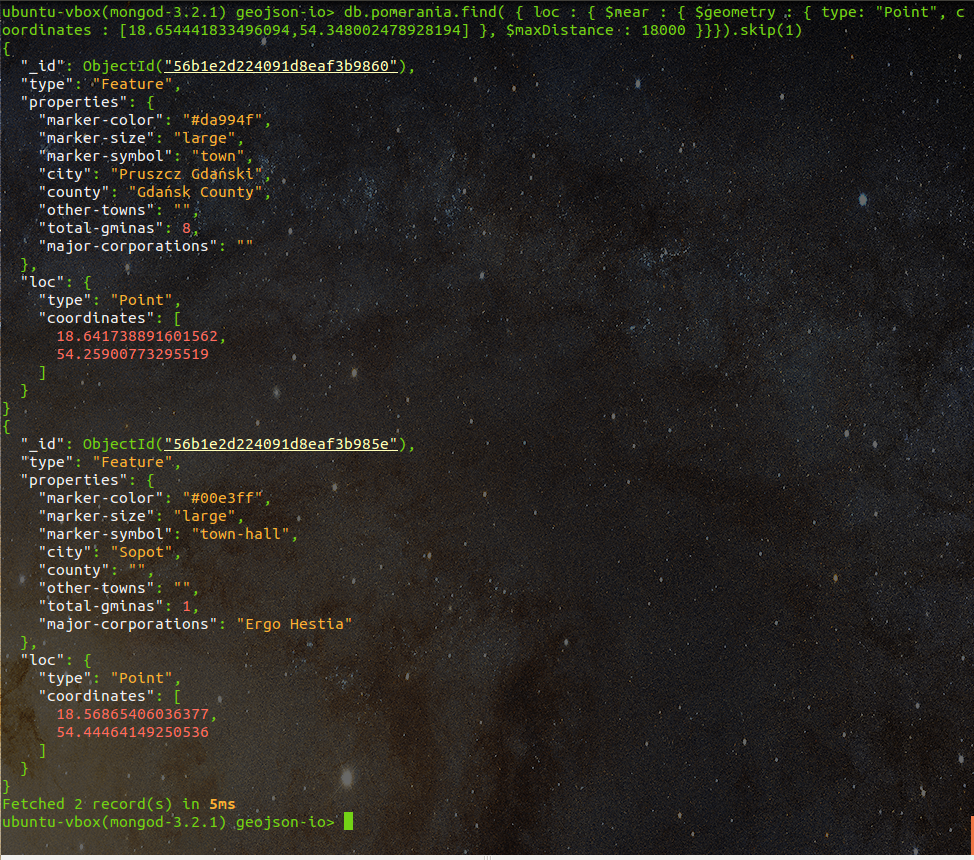 ubuntu-vbox(mongod-3.2.1) geojson-io> db.pomorania.find( { loc : { $near : { $geometry : { type: "Point", c
oordinates : [18.654441833496094,54.348002478928194] }, $maxDistance : 18000 }}}).skip(1)
{
  "_id": ObjectId("56b1e2d224091d8eaf3b9860"),
  "type": "Feature",
  "properties": {
    "marker-color": "#da994f",
    "marker-size": "large",
    "marker-symbol": "town",
    "city": "Pruszcz Gdański",
    "county": "Gdańsk County",
    "other-towns": "",
    "total-gminas": 8,
    "major-corporations": ""
  },
  "loc": {
    "type": "Point",
    "coordinates": [
      18.641738891601562,
      54.25900773295519
    ]
  }
}
{
  "_id": ObjectId("56b1e2d224091d8eaf3b985e"),
  "type": "Feature",
  "properties": {
    "marker-color": "#00e3ff",
    "marker-size": "large",
    "marker-symbol": "town-hall",
    "city": "Sopot",
    "county": "",
    "other-towns": "",
    "total-gminas": 1,
    "major-corporations": "Ergo Hestia"
  },
  "loc": {
    "type": "Point",
    "coordinates": [
      18.56865406036377,
      54.44464149250536
    ]
  }
}
Fetched 2 record(s) in 5ms
ubuntu-vbox(mongod-3.2.1) geojson-io>